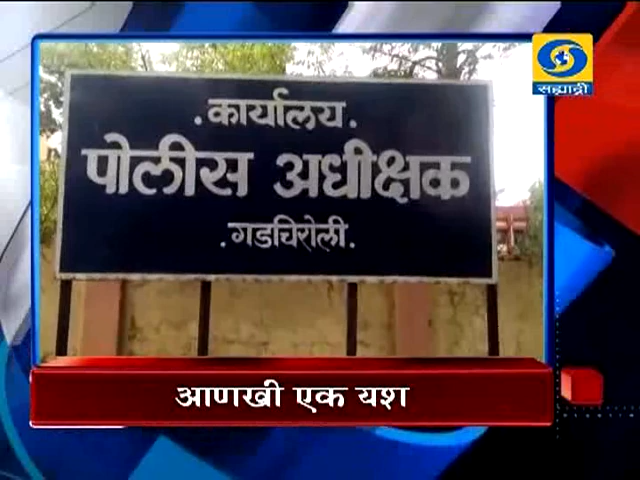 सह्याद्री
.कार्यालय.
पोलीस अधीक्षक
.गडचिरोली.
आणखी एक यश